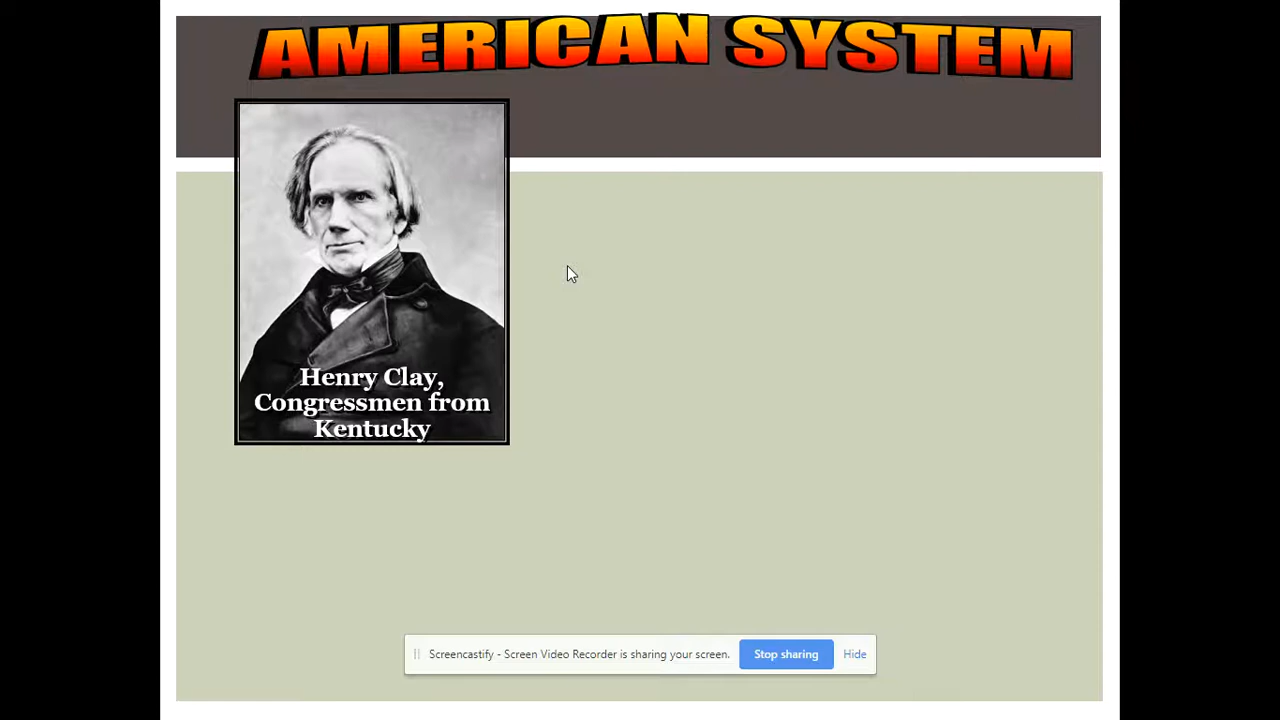 AMERICAN SYSTEM
Henry Clay,
Congressmen from
Kentucky
Screencastify - Screen Video Recorder is sharing your screen.
Stop sharing
Hide